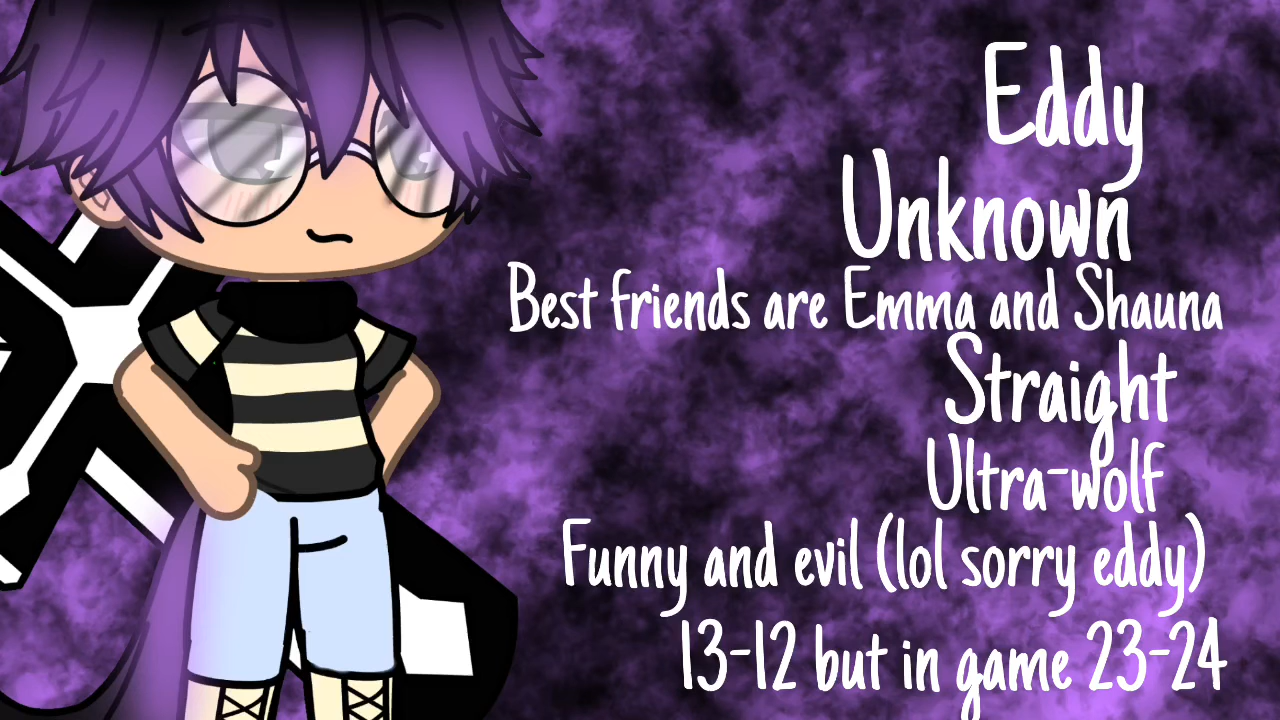 Eddy
Unknown
Best friends are Emma and Shauna
Straight
Ultra-wolf
Funny and evil (lol sorry eddy)
13-12 but in game 23-24